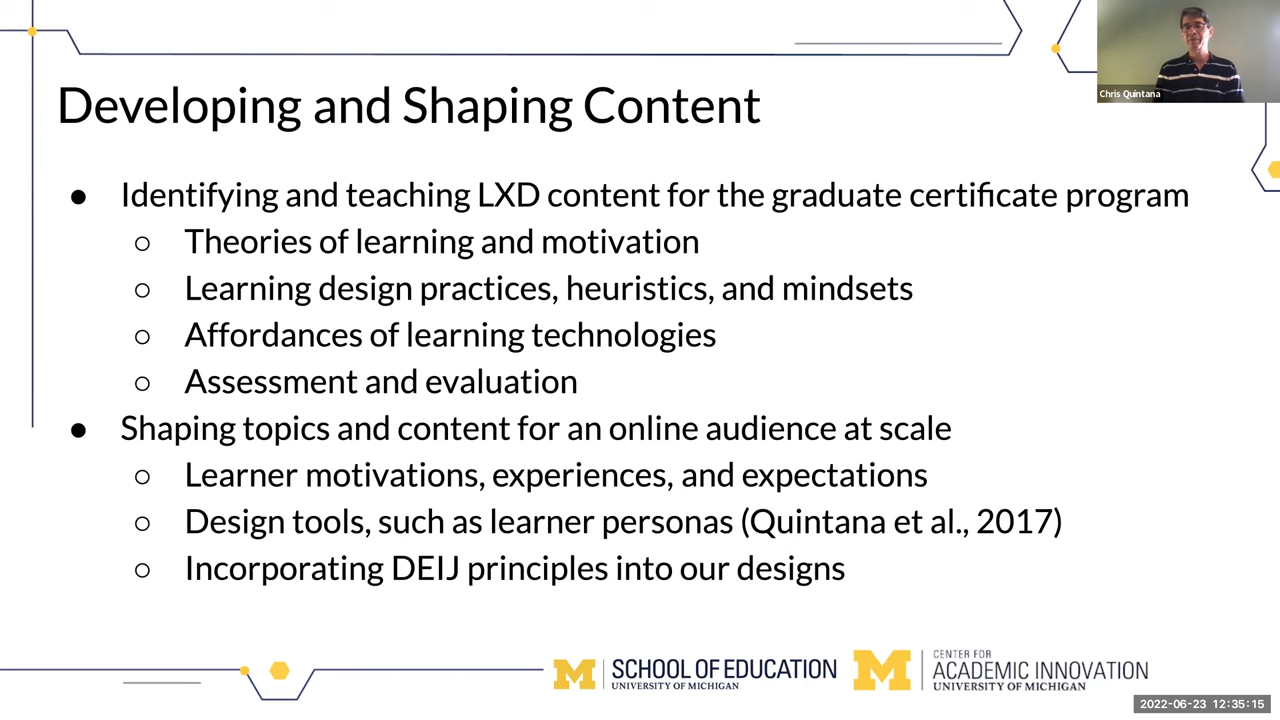 Chris Quintana
Developing and Shaping Content
● Identifying and teaching LXD content for the graduate certificate program
○ Theories of learning and motivation
○ Learning design practices, heuristics, and mindsets
○ Affordances of learning technologies
○ Assessment and evaluation
● Shaping topics and content for an online audience at scale
○ Learner motivations, experiences, and expectations
○ Design tools, such as learner personas (Quintana et al., 2017)
○ Incorporating DEIJ principles into our designs
M SCHOOL OF EDUCATION
UNIVERSITY OF MICHIGAN
M CENTER FOR
ACADEMIC INNOVATION
UNIVERSITY OF MICHIGAN
2022-06-23 12:35:15